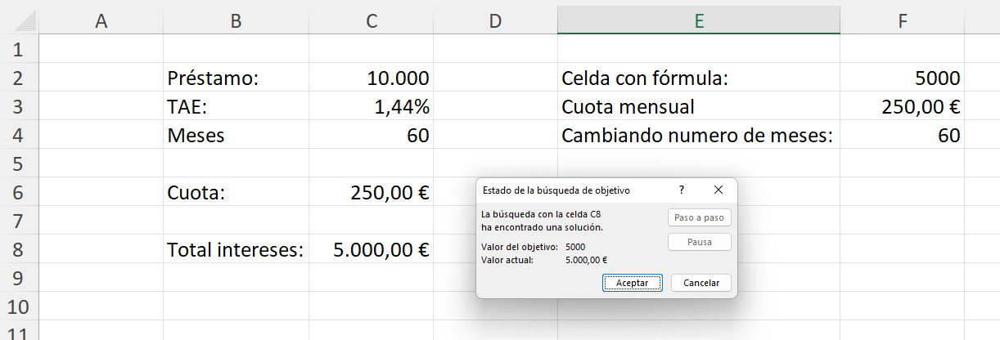 A B C D E F
1
2 Préstamo: 10.000 Celda con fórmula: 5000
3 TAE: 1,44% Cuota mensual 250,00 €
4 Meses 60 Cambiando numero de meses: 60
5
6 Cuota: 250,00 €
7
8 Total intereses: 5.000,00 €
9
10
11
Estado de la búsqueda de objetivo ?
La búsqueda con la celda C8 Paso a paso
ha encontrado una solución.
Pausa
Valor del objetivo: 5000
Valor actual: 5.000,00 €
Aceptar Cancelar